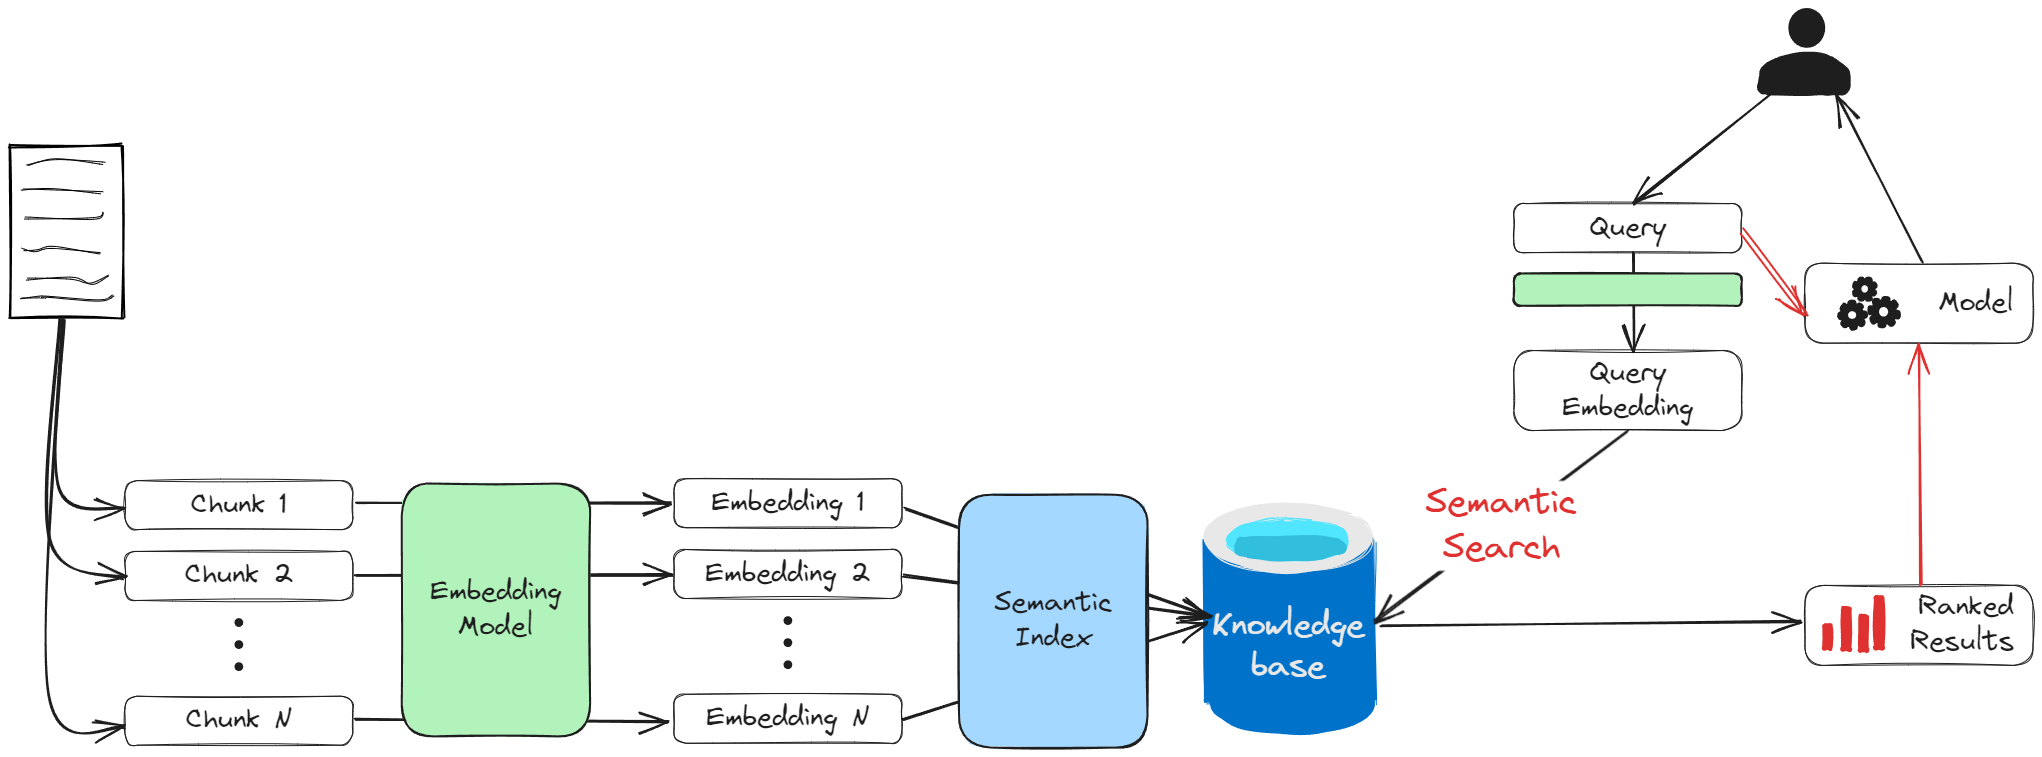 Query
Model
Query
Embedding
Semantic
Search
Chunk 1
Embedding 1
Chunk 2
Embedding 2
Embedding
Model
Semantic
Index
Knowledge
base
Ranked
Results
Chunk N
Embedding N